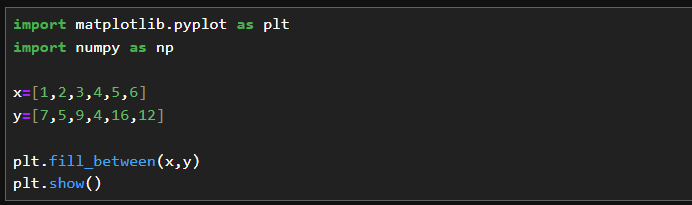 import matplotlib.pyplot as plt
import numpy as np
x=[1,2,3,4,5,6]
y=[7,5,9,4,16,12]
plt.fill_between(x,y)
plt.show()